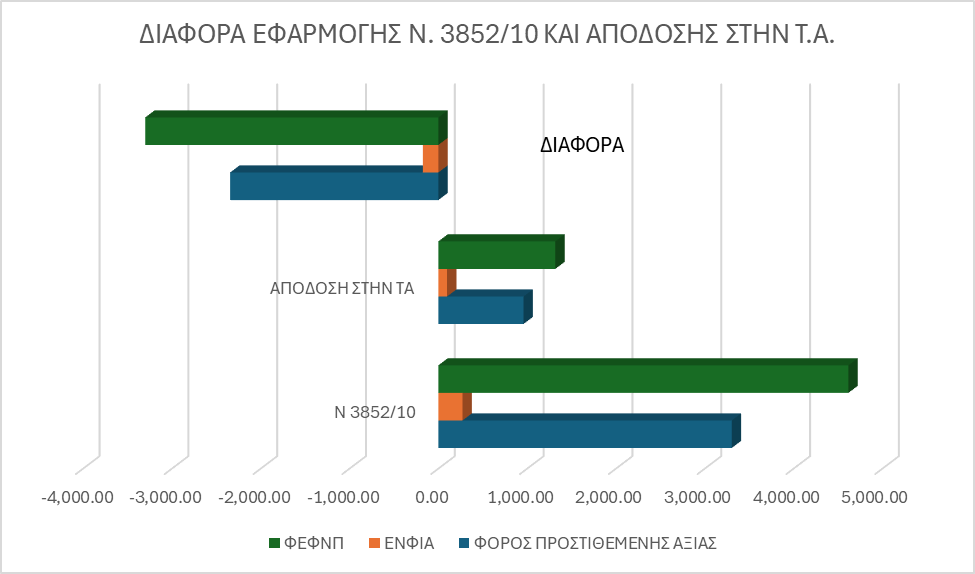 ΔΙΑΦΟΡΑ ΕΦΑΡΜΟΓΗΣ Ν. 3852/10 ΚΑΙ ΑΠΟΔΟΣΗΣ ΣΤΗΝ Τ.Α.
ΔΙΑΦΟΡΑ
ΑΠΟΔΟΣΗ ΣΤΗΝ ΤΑ
Ν 3852/10
-4,000.00 -3,000.00 -2,000.00 -1,000.00 0.00 1,000.00 2,000.00 3,000.00 4,000.00 5,000.00
ΦΕΦΝΠ ΕΝΦΙΑ ΦΟΡΟΣ ΠΡΟΣΤΙΘΕΜΕΝΗΣ ΑΞΙΑΣ